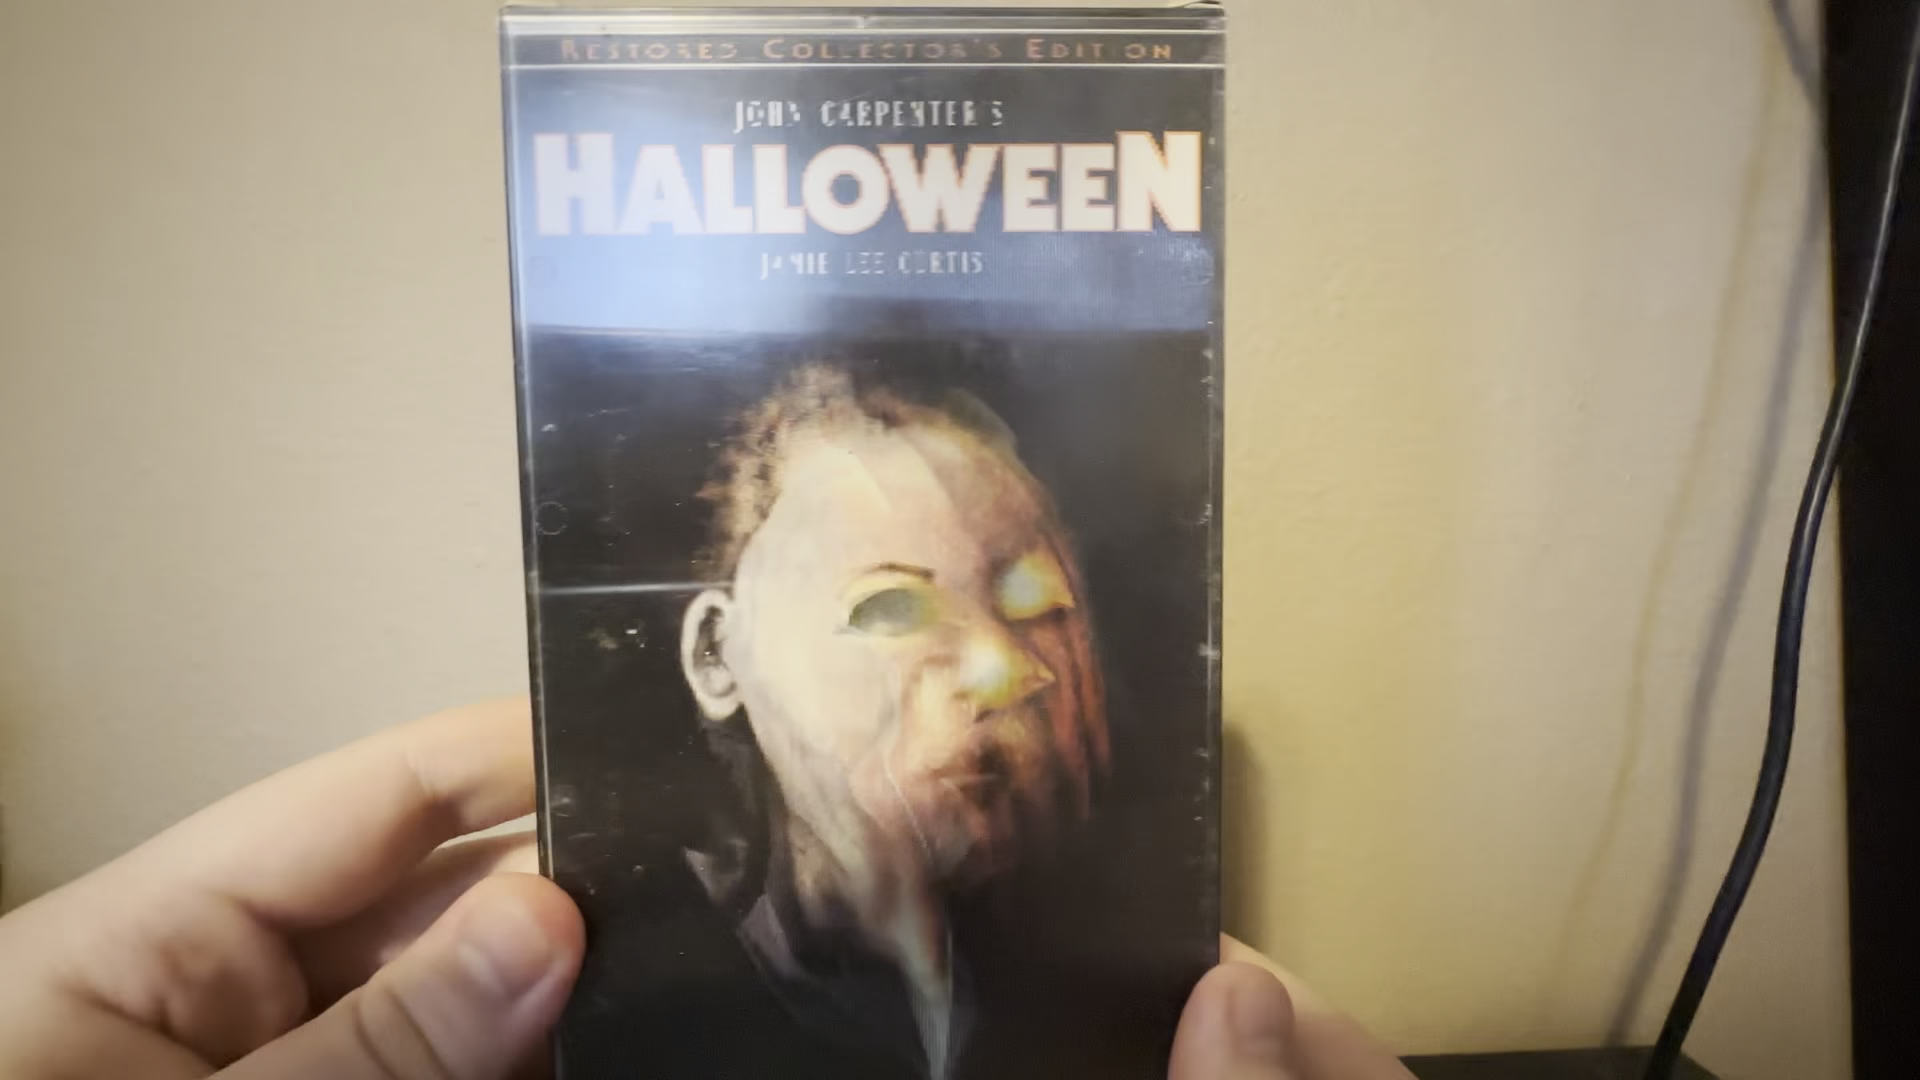 RESTORED COLLECTOR'S EDITION
JOHN CARPENTER'S
HALLOWEEN
JAMIE LEE CURTIS